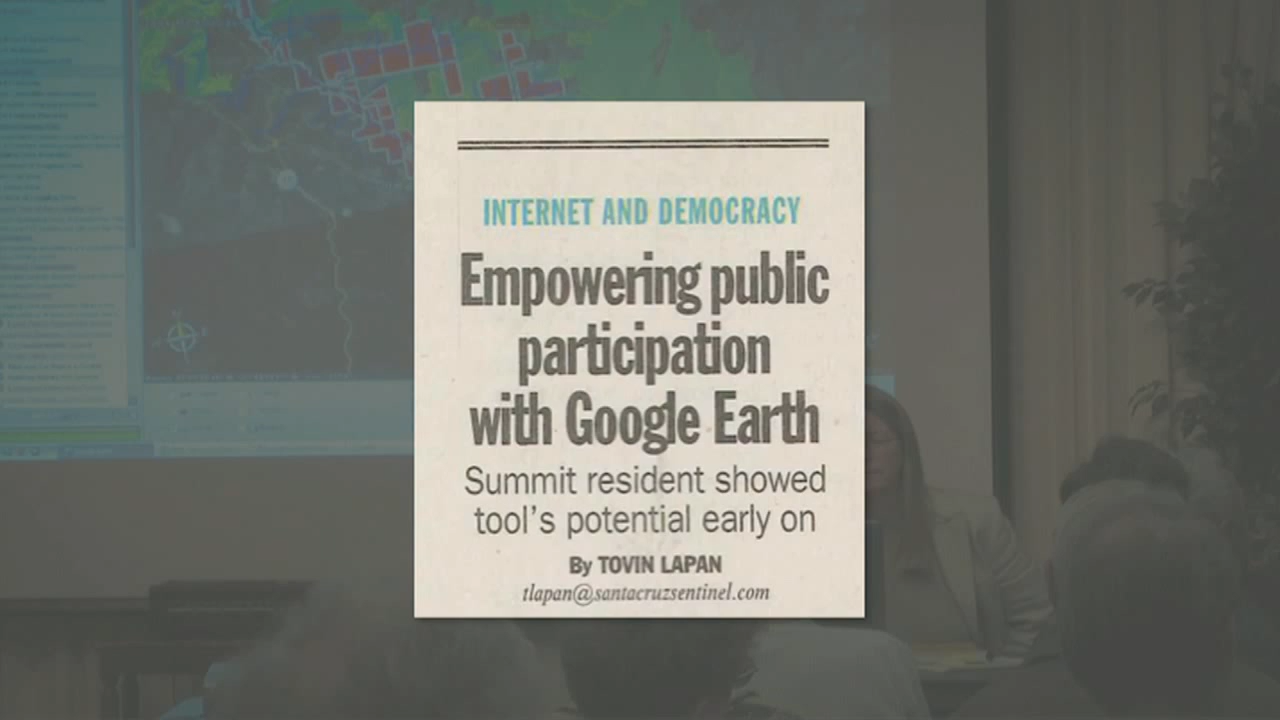 INTERNET AND DEMOCRACY
Empowering public
participation
with Google Earth
Summit resident showed
tool's potential early on
By TOVIN LAPAN
tlapan@santacruzsentinel.com